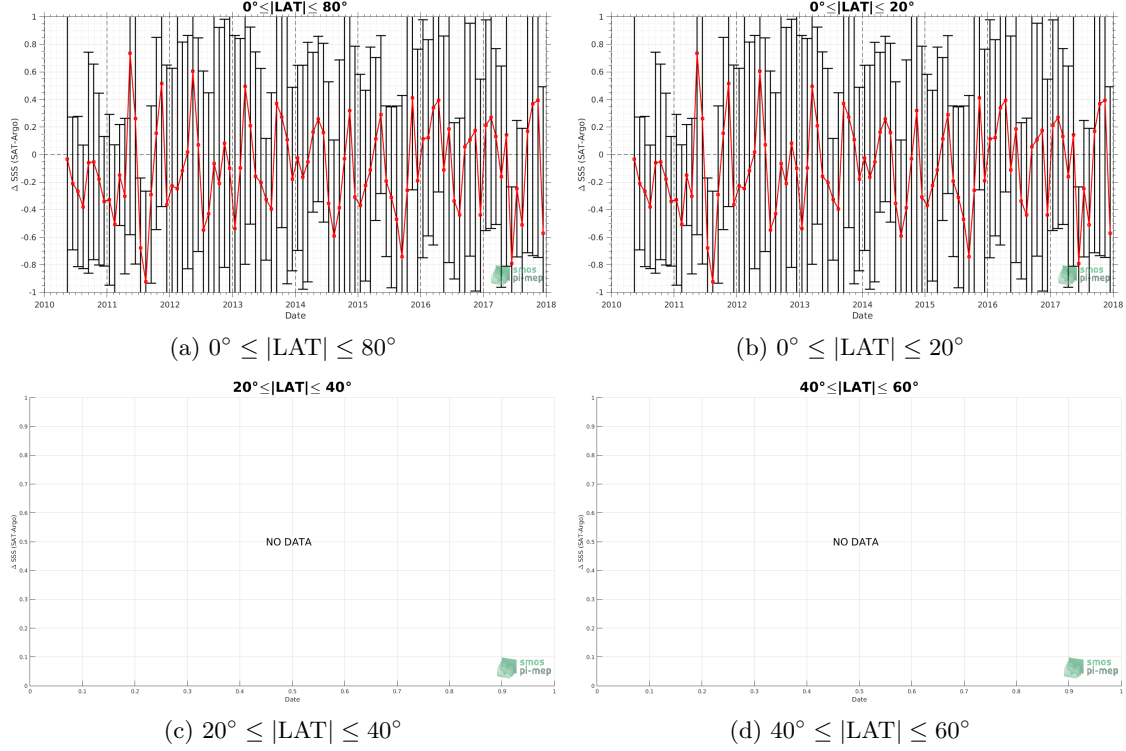 0°≤|LAT|≤ 80°
Δ SSS (SAT-Argo)
1
0.8
0.6
0.4
0.2
0
-0.2
-0.4
-0.6
-0.8
-1
2010 2011 2012 2013 2014 2015 2016 2017 2018
Date
smos
pi-mep
(a) 0° ≤ |LAT| ≤ 80°
0°≤|LAT|≤ 20°
Δ SSS (SAT-Argo)
1
0.8
0.6
0.4
0.2
0
-0.2
-0.4
-0.6
-0.8
-1
2010 2011 2012 2013 2014 2015 2016 2017 2018
Date
smos
pi-mep
(b) 0° ≤ |LAT| ≤ 20°
20°≤|LAT|≤ 40°
Δ SSS (SAT-Argo)
1
0.9
0.8
0.7
0.6
0.5
0.4
0.3
0.2
0.1
0
NO DATA
0 0.1 0.2 0.3 0.4 0.5 0.6 0.7 0.8 0.9 1
Date
smos
pi-mep
(c) 20° ≤ |LAT| ≤ 40°
40°≤|LAT|≤ 60°
Δ SSS (SAT-Argo)
1
0.9
0.8
0.7
0.6
0.5
0.4
0.3
0.2
0.1
0
NO DATA
0 0.1 0.2 0.3 0.4 0.5 0.6 0.7 0.8 0.9 1
Date
smos
pi-mep
(d) 40° ≤ |LAT| ≤ 60°